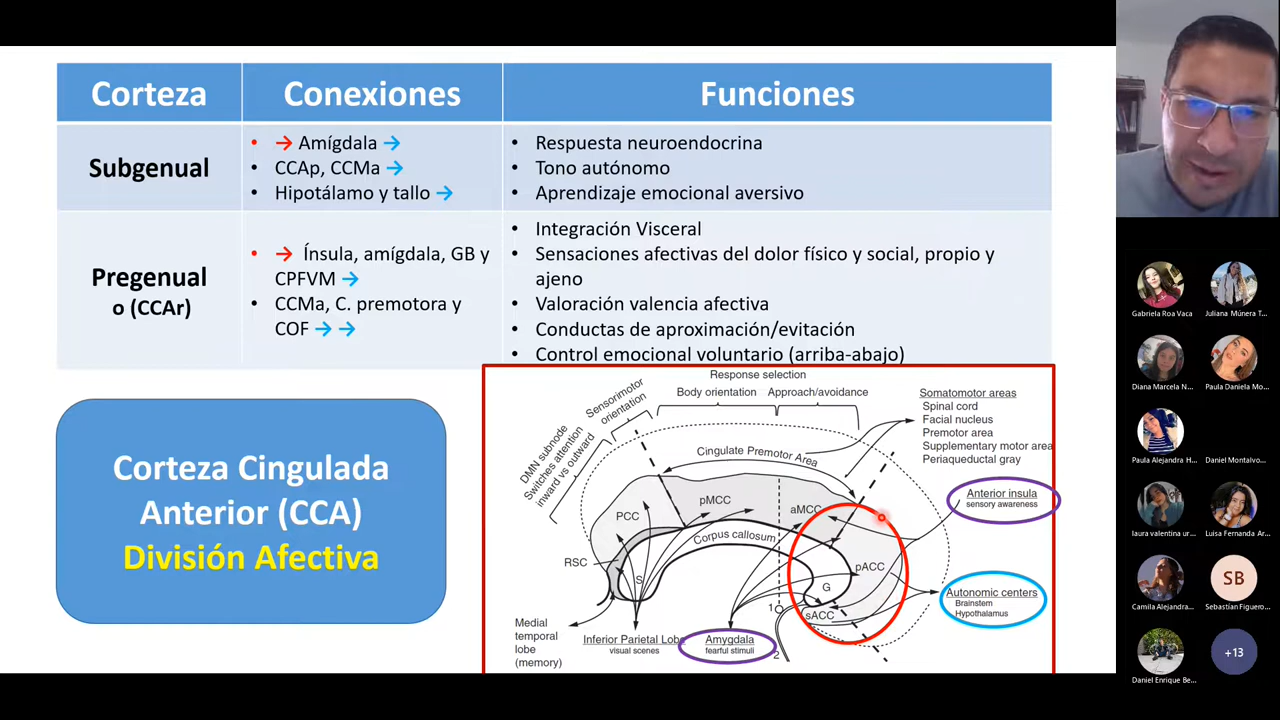 Corteza
Conexiones
Funciones
Subgenual
• → Amígdala →
• CCAp, CCMa →
• Hipotálamo y tallo →
• Respuesta neuroendocrina
• Tono autónomo
• Aprendizaje emocional aversivo
Pregenual
o (CCAr)
• → Ínsula, amígdala, GB y
CPFVM →
• CCMa, C. premotora y
COF → →
• Integración Visceral
• Sensaciones afectivas del dolor físico y social, propio y
ajeno
• Valoración valencia afectiva
• Conductas de aproximación/evitación
• Control emocional voluntario (arriba-abajo)
Corteza Cingulada
Anterior (CCA)
División Afectiva
Response selection
Body orientation
Approach/avoidance
Sensorimotor
orientation
DMN subnode
Switches attention
inward vs outward
Cingulate Premotor Area
Somatomotor areas
Spinal cord
Facial nucleus
Premotor area
Supplementary motor area
Periaqueductal gray
pMCC
aMCC
PCC
RSC
Corpus callosum
S
G
pACC
sACC
1
2
Anterior insula
sensory awareness
Autonomic centers
Brainstem
Hypothalamus
Medial
temporal
lobe
(memory)
Inferior Parietal Lobe
visual scenes
Amygdala
fearful stimuli
Gabriela Roa Vaca
Juliana Múnera T...
Diana Marcela N...
Paula Daniela Mo...
Paula Alejandra H...
Daniel Montalvo...
laura valentina ur...
Luisa Fernanda Ar...
SB
Camila Alejandra...
Sebastián Figuero...
+13
Daniel Enrique Be...